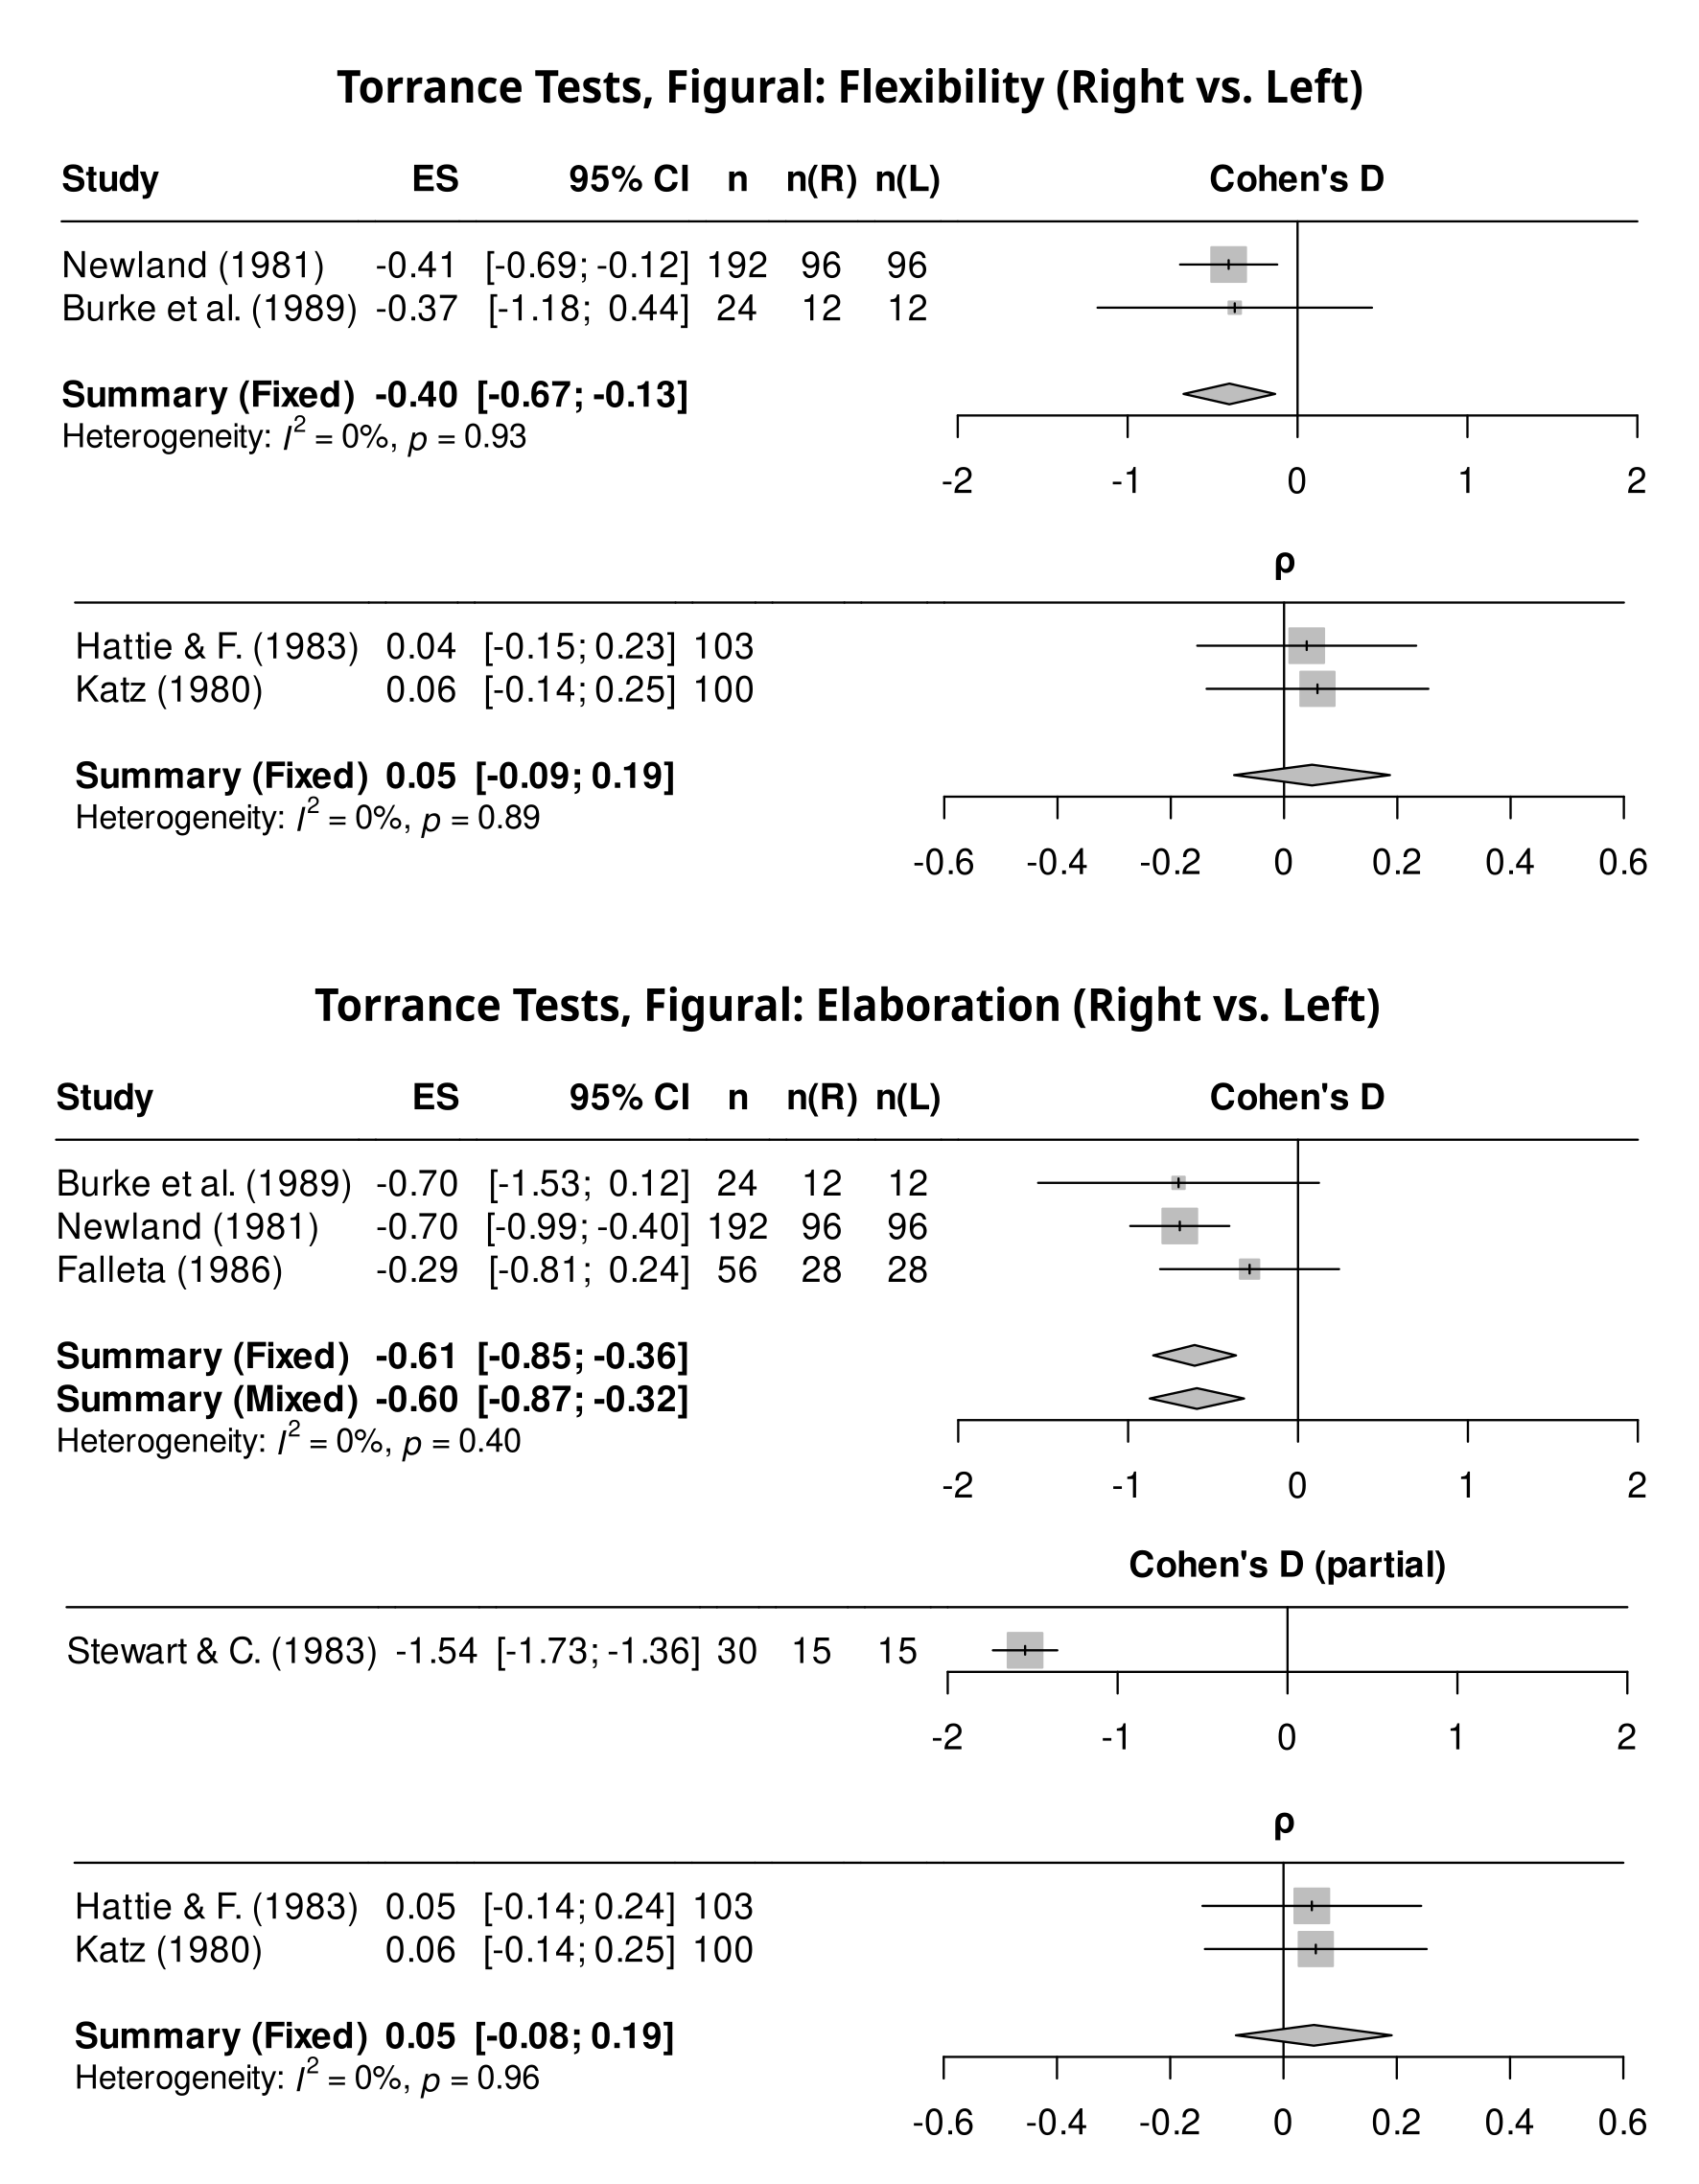 Torrance Tests, Figural: Flexibility (Right vs. Left)
Study ES 95% CI n n(R) n(L) Cohen's D
Newland (1981) -0.41 [-0.69; -0.12] 192 96 96
Burke et al. (1989) -0.37 [-1.18; 0.44] 24 12 12
Summary (Fixed) -0.40 [-0.67; -0.13]
Heterogeneity: I² = 0%, p = 0.93
-2 -1 0 1 2
ρ
Hattie & F. (1983) 0.04 [-0.15; 0.23] 103
Katz (1980) 0.06 [-0.14; 0.25] 100
Summary (Fixed) 0.05 [-0.09; 0.19]
Heterogeneity: I² = 0%, p = 0.89
-0.6 -0.4 -0.2 0 0.2 0.4 0.6
Torrance Tests, Figural: Elaboration (Right vs. Left)
Study ES 95% CI n n(R) n(L) Cohen's D
Burke et al. (1989) -0.70 [-1.53; 0.12] 24 12 12
Newland (1981) -0.70 [-0.99; -0.40] 192 96 96
Falleta (1986) -0.29 [-0.81; 0.24] 56 28 28
Summary (Fixed) -0.61 [-0.85; -0.36]
Summary (Mixed) -0.60 [-0.87; -0.32]
Heterogeneity: I² = 0%, p = 0.40
-2 -1 0 1 2
Cohen's D (partial)
Stewart & C. (1983) -1.54 [-1.73; -1.36] 30 15 15
-2 -1 0 1 2
ρ
Hattie & F. (1983) 0.05 [-0.14; 0.24] 103
Katz (1980) 0.06 [-0.14; 0.25] 100
Summary (Fixed) 0.05 [-0.08; 0.19]
Heterogeneity: I² = 0%, p = 0.96
-0.6 -0.4 -0.2 0 0.2 0.4 0.6